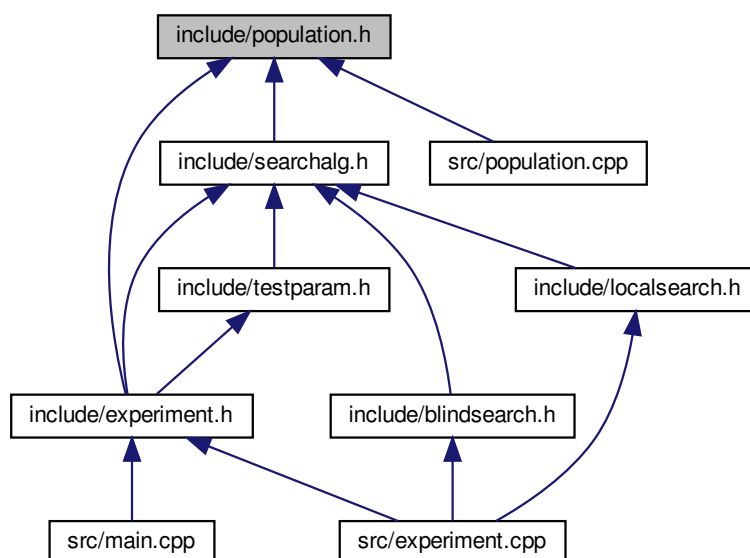 include/population.h
include/searchalg.h
src/population.cpp
include/testparam.h
include/localsearch.h
include/experiment.h
include/blindsearch.h
src/main.cpp
src/experiment.cpp